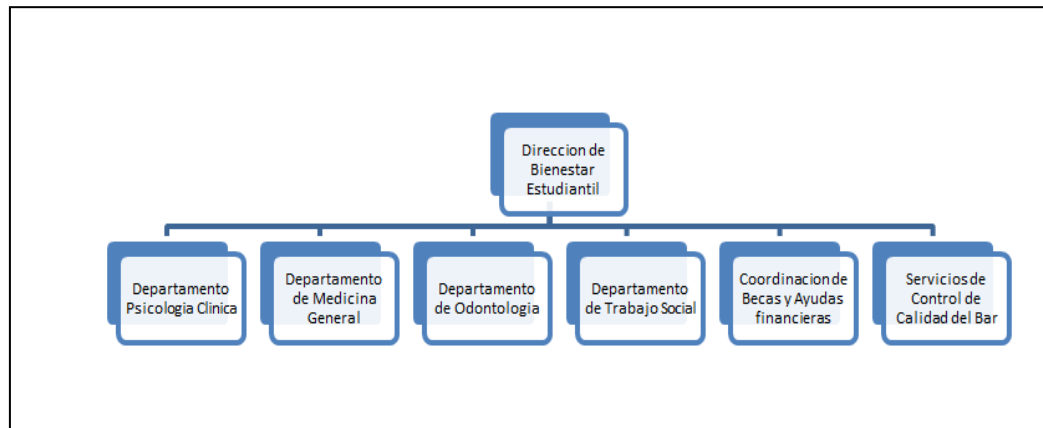 Direccion de
Bienestar
Estudiantil
Departamento
Psicologia Clinica
Departamento
de Medicina
General
Departamento
de Odontologia
Departamento
de Trabajo Social
Coordinacion de
Becas y Ayudas
financieras
Servicios de
Control de
Calidad del Bar